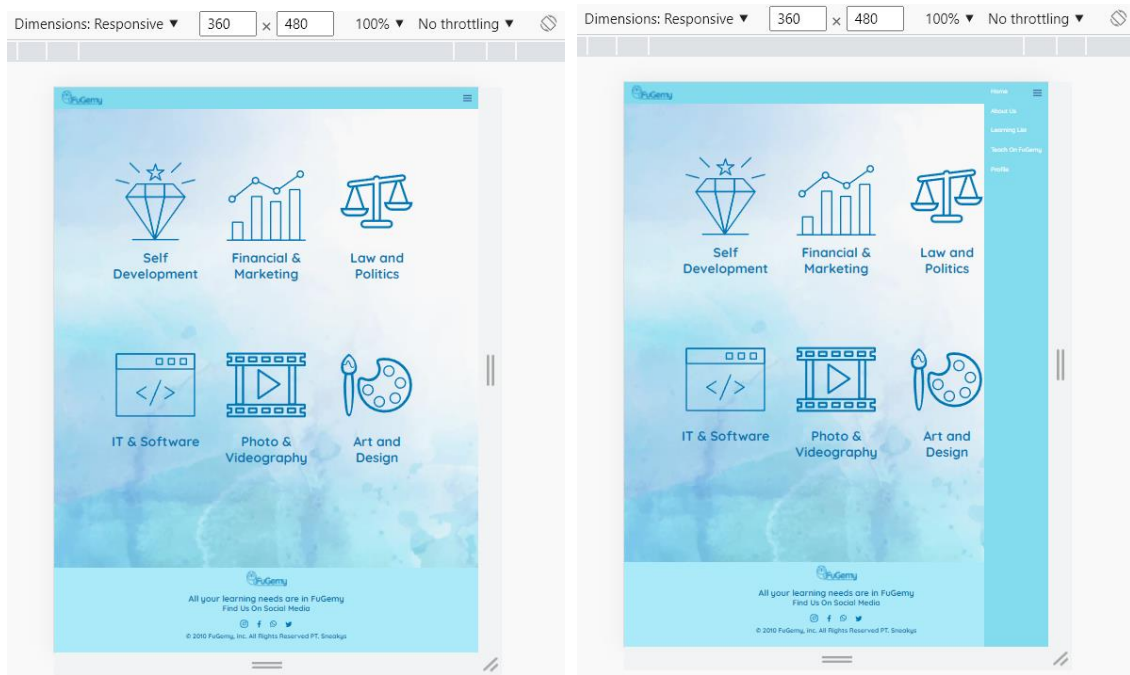 Dimensions: Responsive ▼ 360 × 480 100% ▼ No throttling ▼
FuGemy
Self
Development
Financial &
Marketing
Law and
Politics
</>
IT & Software
Photo &
Videography
Art and
Design
FuGemy
All your learning needs are in FuGemy
Find Us On Social Media
© 2010 FuGemy, Inc. All Rights Reserved PT. Sneakys
Dimensions: Responsive ▼ 360 × 480 100% ▼ No throttling ▼
FuGemy
Home
About Us
Learning List
Teach On FuGemy
Profile
Self
Development
Financial &
Marketing
Law and
Politics
</>
IT & Software
Photo &
Videography
Art and
Design
FuGemy
All your learning needs are in FuGemy
Find Us On Social Media
© 2010 FuGemy, Inc. All Rights Reserved PT. Sneakys